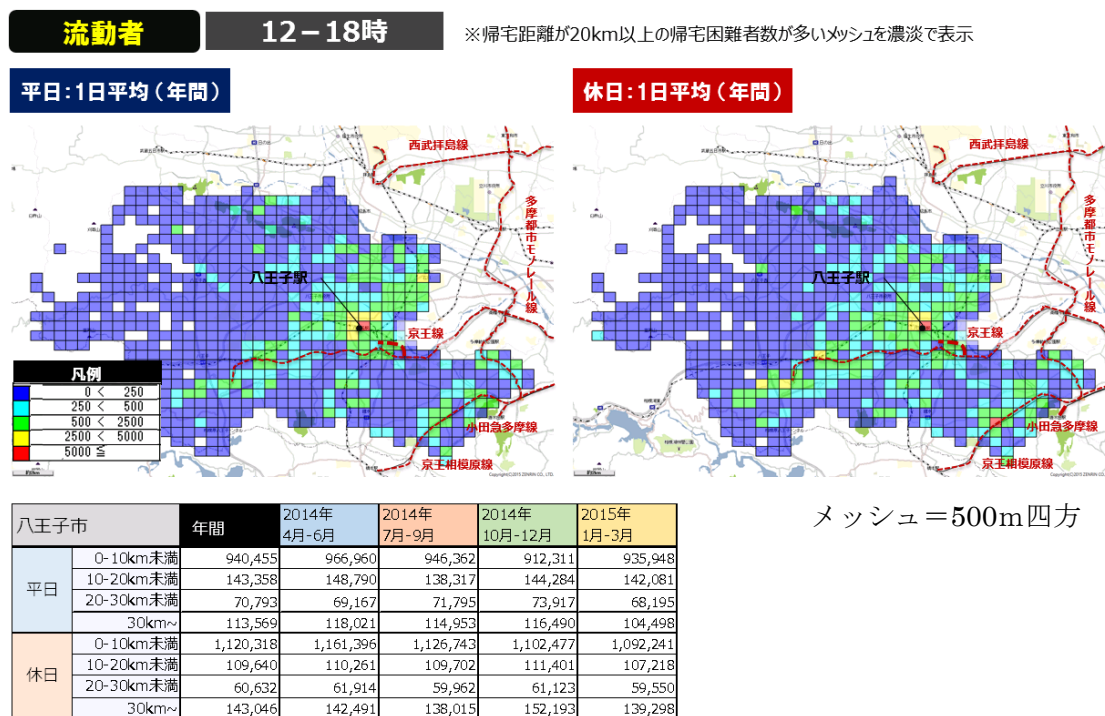 流動者
12－18時
※帰宅距離が20km以上の帰宅困難者数が多いメッシュを濃淡で表示
平日：1日平均（年間）
休日：1日平均（年間）
西武拝島線
多摩都市モノレール線
八王子駅
京王線
小田急多摩線
京王相模原線
凡例
0 < 250
250 < 500
500 < 2500
2500 < 5000
5000 ≦
西武拝島線
多摩都市モノレール線
八王子駅
京王線
小田急多摩線
京王相模原線
メッシュ＝500m四方
八王子市 年間 2014年 4月-6月 2014年 7月-9月 2014年 10月-12月 2015年 1月-3月
平日
0-10km未満 940,455 966,960 946,362 912,311 935,948
10-20km未満 143,358 148,790 138,317 144,284 142,081
20-30km未満 70,793 69,167 71,795 73,917 68,195
30km~ 113,569 118,021 114,953 116,490 104,498
休日
0-10km未満 1,120,318 1,161,396 1,126,743 1,102,477 1,092,241
10-20km未満 109,640 110,261 109,702 111,401 107,218
20-30km未満 60,632 61,914 59,962 61,123 59,550
30km~ 143,046 142,491 138,015 152,193 139,298